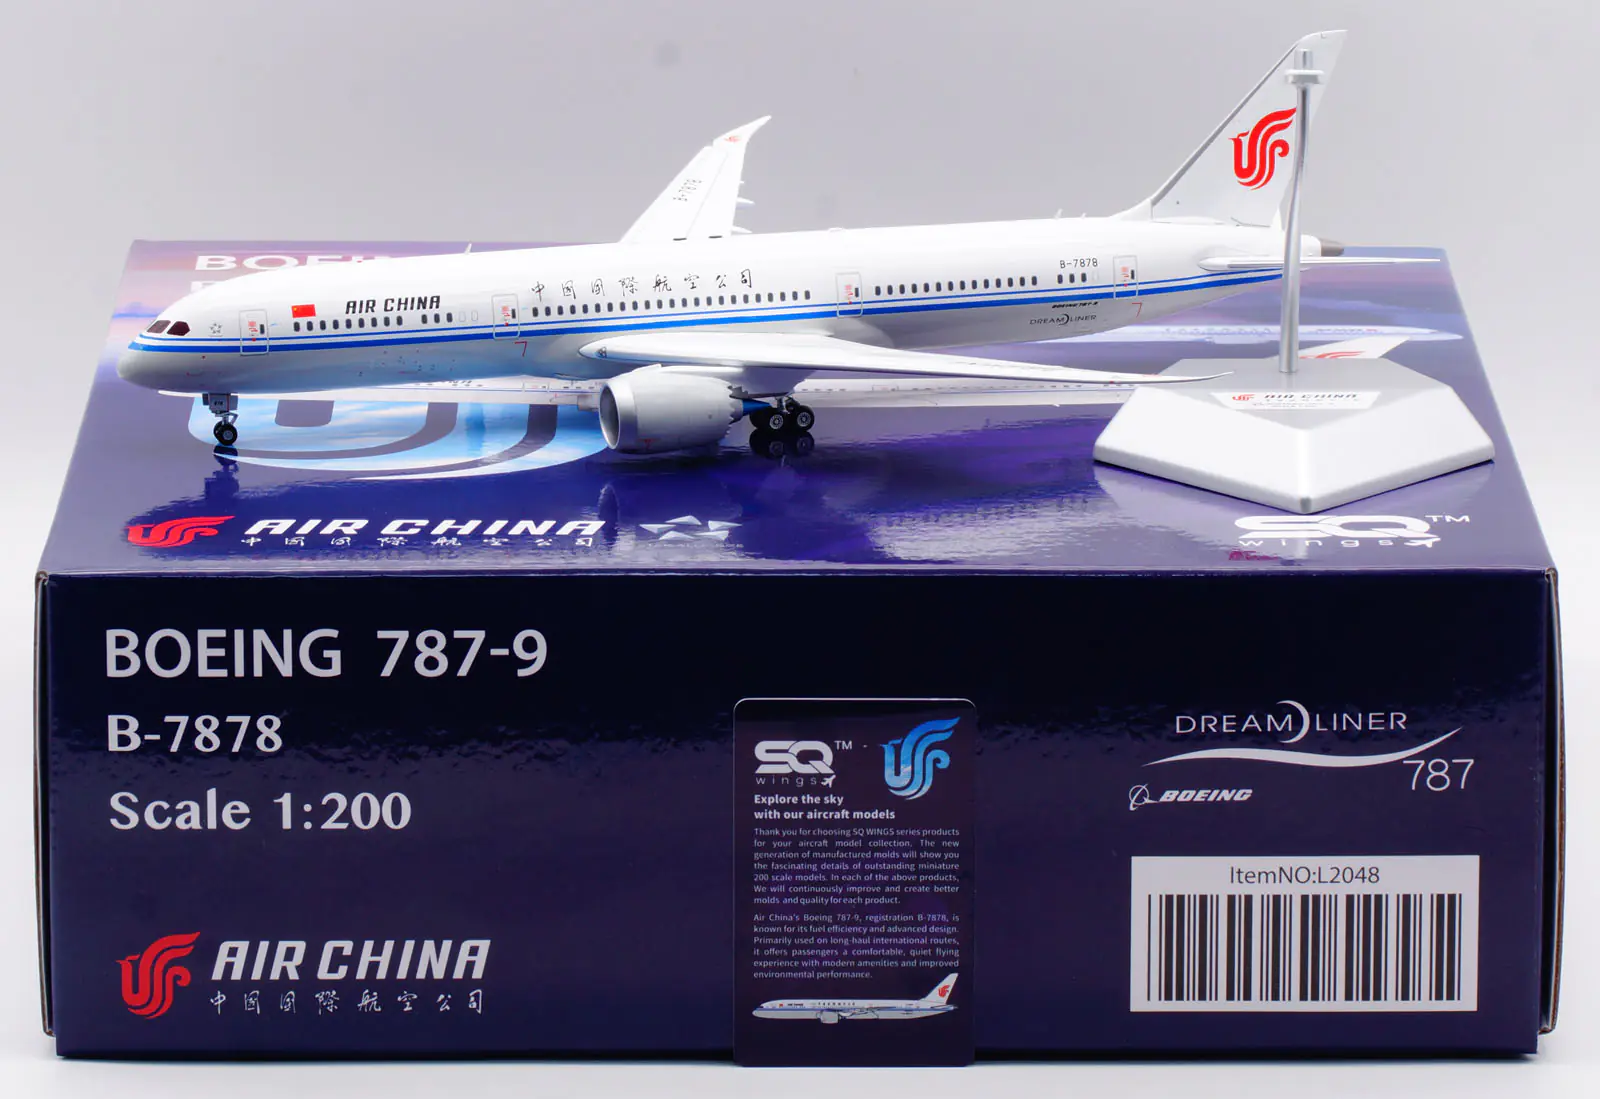 BOEING
AIR CHINA
中国国际航空公司
B-7878
B-7878
BOEING 787-9
DREAMLINER
AIR CHINA
AIR CHINA
中国国际航空公司
SQ™
wings
BOEING 787-9
B-7878
Scale 1:200
AIR CHINA
中国国际航空公司
SQ™
wings
Explore the sky
with our aircraft models
Thank you for choosing SQ WINGS series products
for your aircraft model collection. The new
generation of manufactured molds will show you
the fascinating details of outstanding miniature
200 scale models. In each of the above products,
We will continuously improve and create better
molds and quality for each product.
Air China's Boeing 787-9, registration B-7878, is
known for its fuel efficiency and advanced design.
Primarily used on long-haul international routes,
it offers passengers a comfortable, quiet flying
experience with modern amenities and improved
environmental performance.
DREAMLINER
787
BOEING
ItemNO:L2048